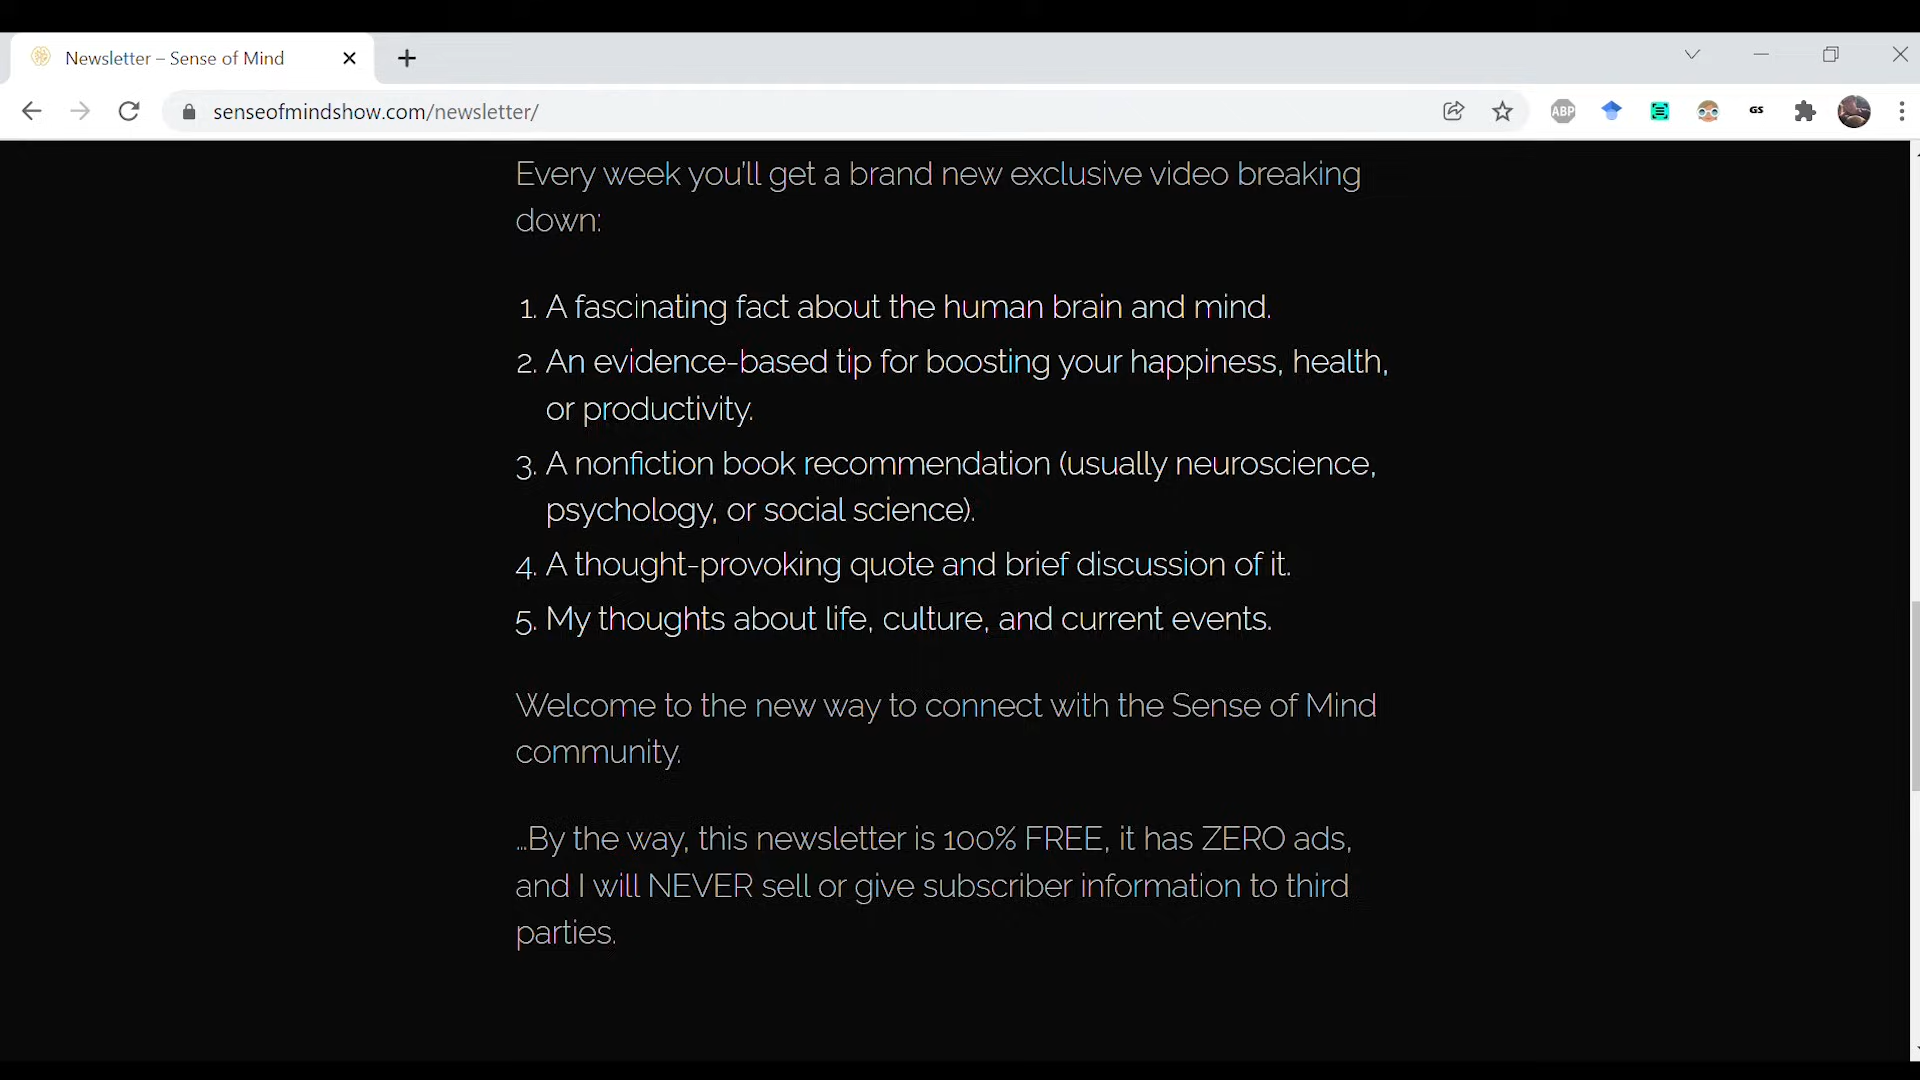 Newsletter – Sense of Mind
senseofmindshow.com/newsletter/
ABP
GS
Every week you'll get a brand new exclusive video breaking
down:
1. A fascinating fact about the human brain and mind.
2. An evidence-based tip for boosting your happiness, health,
or productivity.
3. A nonfiction book recommendation (usually neuroscience,
psychology, or social science).
4. A thought-provoking quote and brief discussion of it.
5. My thoughts about life, culture, and current events.
Welcome to the new way to connect with the Sense of Mind
community.
…By the way, this newsletter is 100% FREE, it has ZERO ads,
and I will NEVER sell or give subscriber information to third
parties.